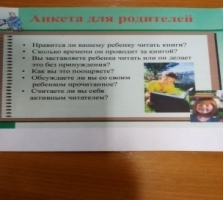 Анкета для родителей
• Нравится ли вашему ребенку читать книги?
• Сколько времени он проводит за книгой?
• Вы заставляете ребенка читать или он делает
это без принуждения?
• Как вы это поощряете?
• Обсуждаете ли вы со своим
ребенком прочитанное?
• Считаете ли вы себя
активным читателем?